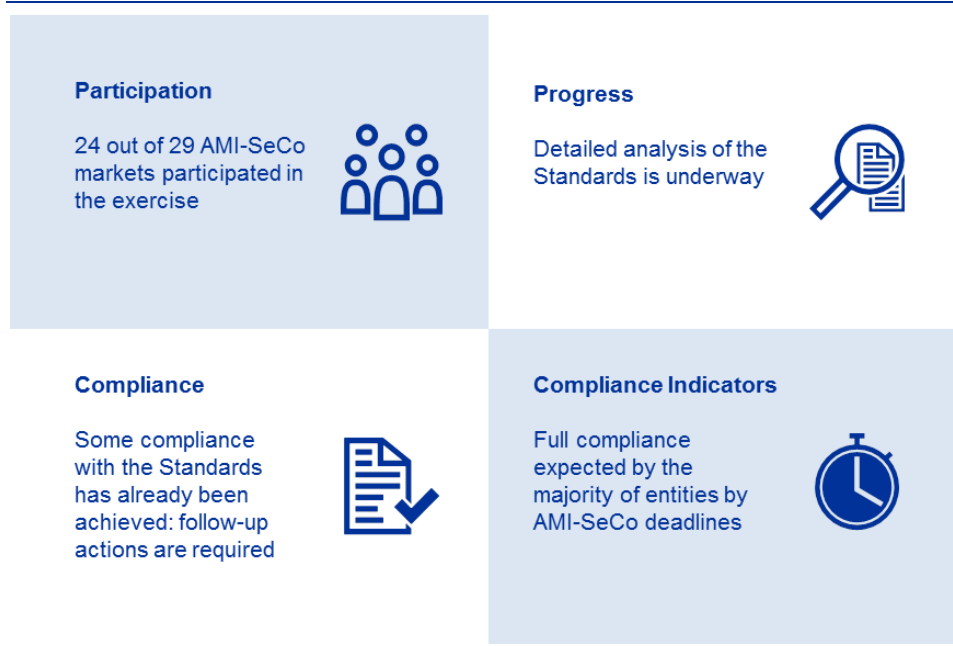 Participation
24 out of 29 AMI-SeCo
markets participated in
the exercise
Progress
Detailed analysis of the
Standards is underway
Compliance
Some compliance
with the Standards
has already been
achieved: follow-up
actions are required
Compliance Indicators
Full compliance
expected by the
majority of entities by
AMI-SeCo deadlines